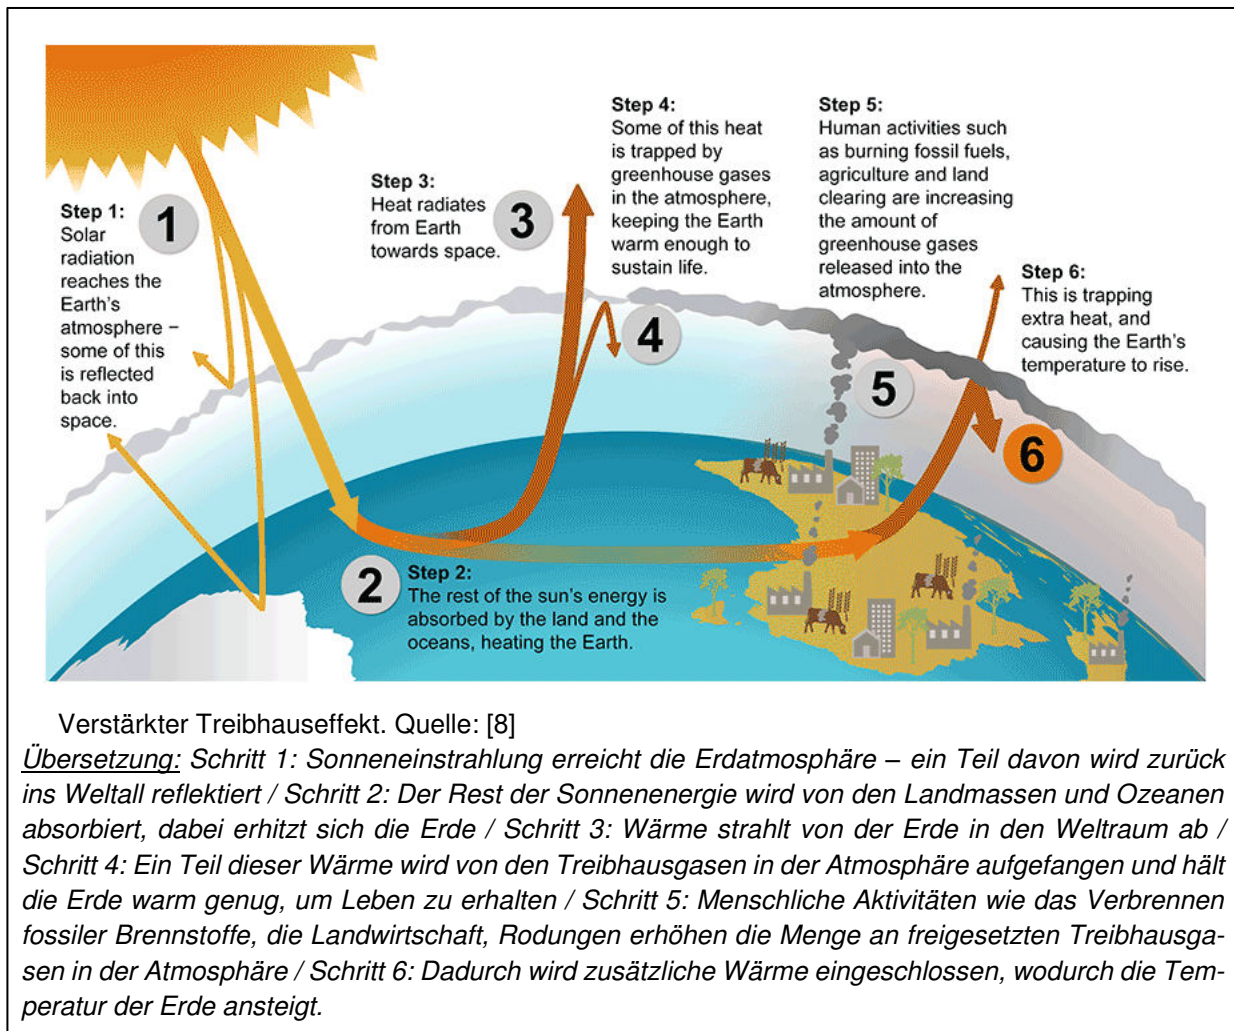 Step 1:
Solar
radiation
reaches the
Earth's
atmosphere –
some of this
is reflected
back into
space.
1
Step 3:
Heat radiates
from Earth
towards space.
3
Step 4:
Some of this heat
is trapped by
greenhouse gases
in the atmosphere,
keeping the Earth
warm enough to
sustain life.
4
Step 5:
Human activities such
as burning fossil fuels,
agriculture and land
clearing are increasing
the amount of
greenhouse gases
released into the
atmosphere.
5
Step 6:
This is trapping
extra heat, and
causing the Earth's
temperature to rise.
6
2
Step 2:
The rest of the sun's energy is
absorbed by the land and the
oceans, heating the Earth.
Verstärkter Treibhauseffekt. Quelle: [8]
Übersetzung: Schritt 1: Sonneneinstrahlung erreicht die Erdatmosphäre – ein Teil davon wird zurück
ins Weltall reflektiert / Schritt 2: Der Rest der Sonnenenergie wird von den Landmassen und Ozeanen
absorbiert, dabei erhitzt sich die Erde / Schritt 3: Wärme strahlt von der Erde in den Weltraum ab /
Schritt 4: Ein Teil dieser Wärme wird von den Treibhausgasen in der Atmosphäre aufgefangen und hält
die Erde warm genug, um Leben zu erhalten / Schritt 5: Menschliche Aktivitäten wie das Verbrennen
fossiler Brennstoffe, die Landwirtschaft, Rodungen erhöhen die Menge an freigesetzten Treibhausga-
sen in der Atmosphäre / Schritt 6: Dadurch wird zusätzliche Wärme eingeschlossen, wodurch die Tem-
peratur der Erde ansteigt.